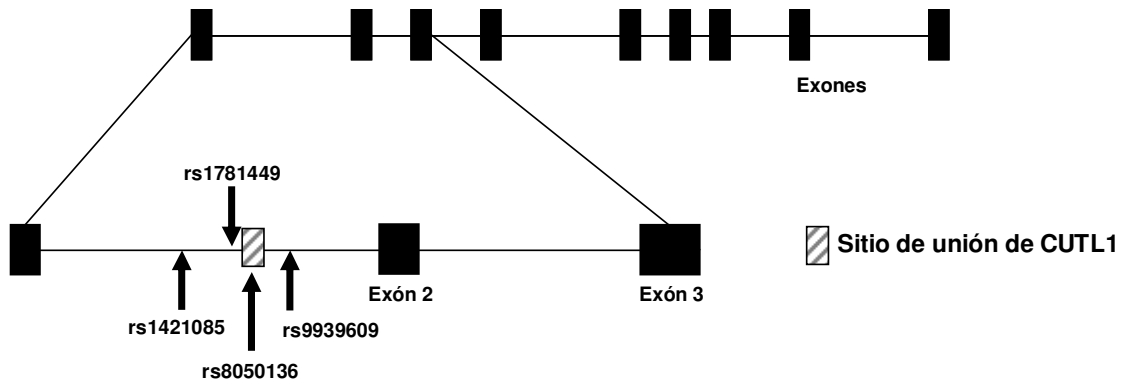 Exones
rs1781449
Sitio de unión de CUTL1
Exón 2
Exón 3
rs1421085
rs9939609
rs8050136